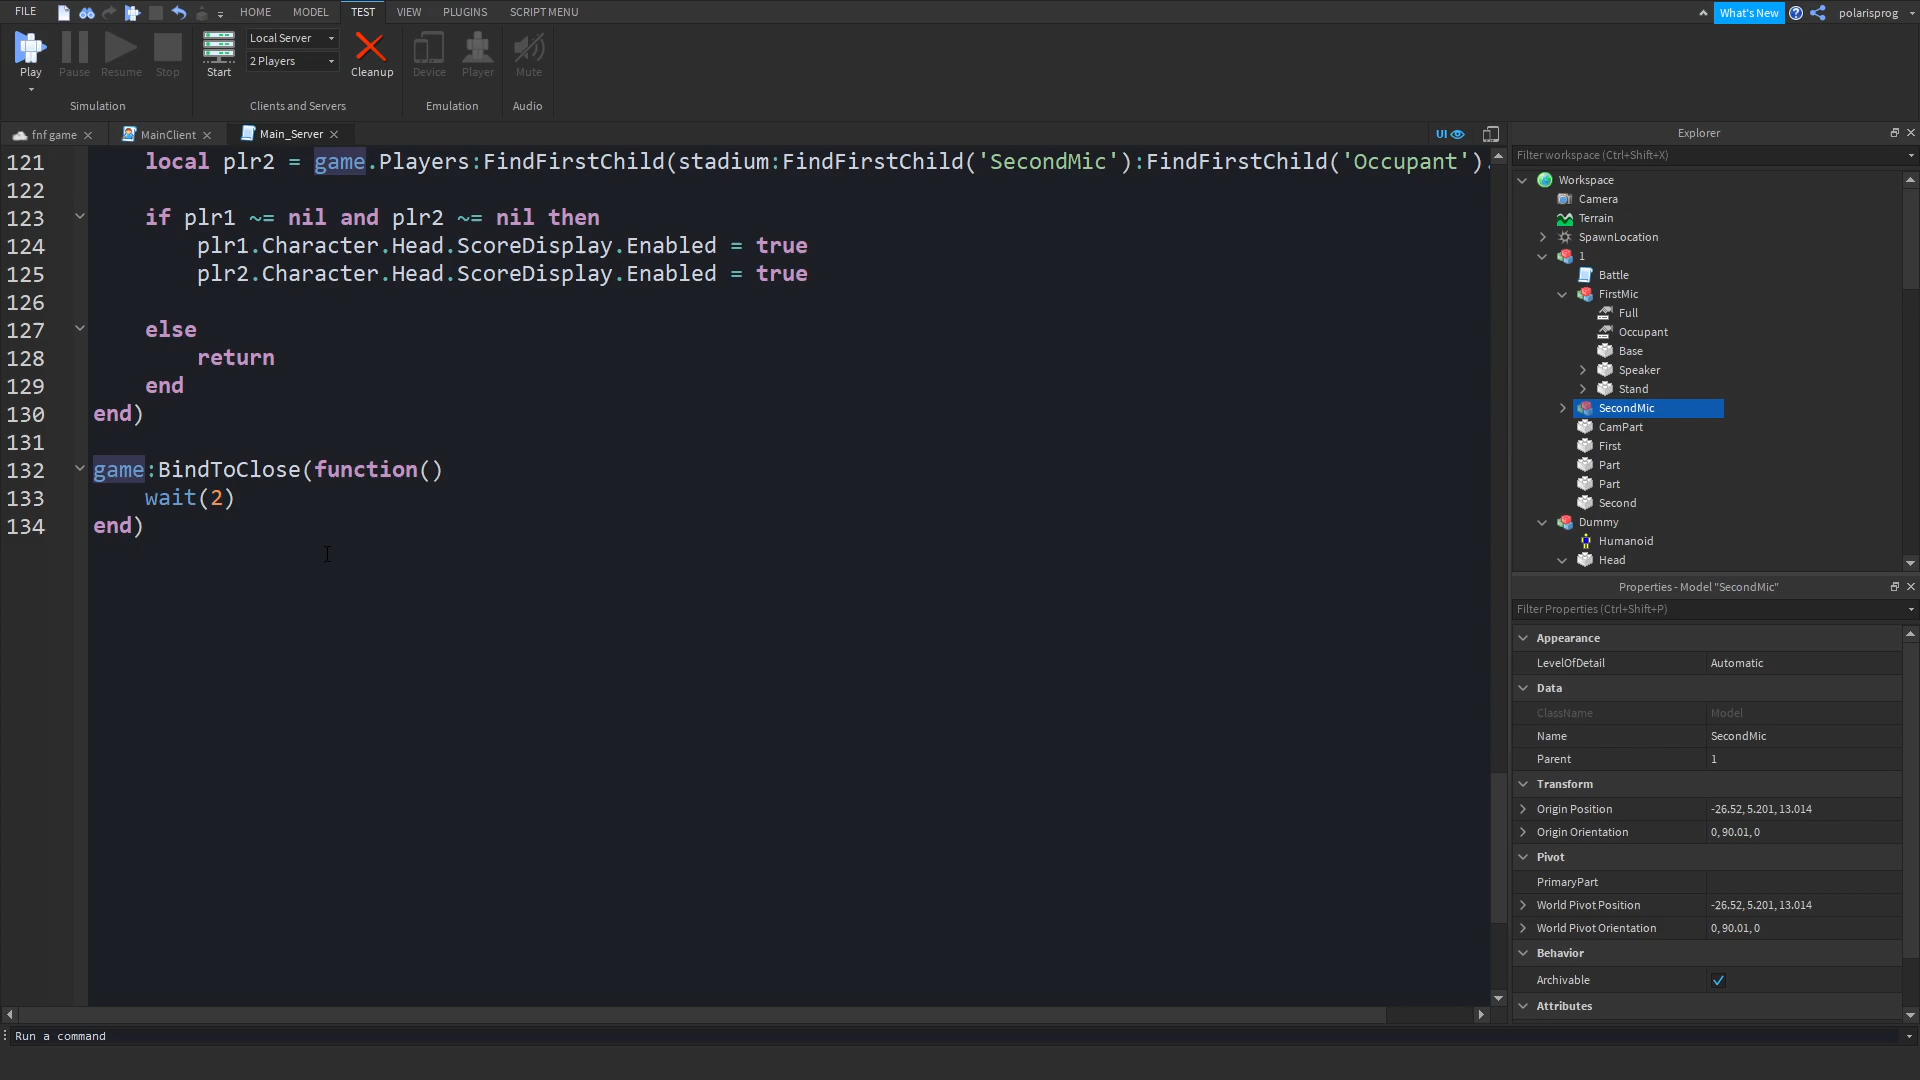 FILE HOME MODEL TEST VIEW PLUGINS SCRIPT MENU What's New polarisprog
Play Pause Resume Stop Start Local Server Cleanup Device Player Mute
2 Players
Simulation Clients and Servers Emulation Audio
fnf game MainClient Main_Server UI
121 local plr2 = game.Players:FindFirstChild(stadium:FindFirstChild('SecondMic'):FindFirstChild('Occupant').
122
123 if plr1 ~= nil and plr2 ~= nil then
124 plr1.Character.Head.ScoreDisplay.Enabled = true
125 plr2.Character.Head.ScoreDisplay.Enabled = true
126
127 else
128 return
129 end
130 end)
131
132 game:BindToClose(function()
133 wait(2)
134 end)
Explorer
Filter workspace (Ctrl+Shift+X)
Workspace
Camera
Terrain
SpawnLocation
1
Battle
FirstMic
Full
Occupant
Base
Speaker
Stand
SecondMic
CamPart
First
Part
Part
Second
Dummy
Humanoid
Head
Properties - Model "SecondMic"
Filter Properties (Ctrl+Shift+P)
Appearance
LevelOfDetail Automatic
Data
ClassName Model
Name SecondMic
Parent 1
Transform
Origin Position -26.52, 5.201, 13.014
Origin Orientation 0, 90.01, 0
Pivot
PrimaryPart
World Pivot Position -26.52, 5.201, 13.014
World Pivot Orientation 0, 90.01, 0
Behavior
Archivable
Attributes
Run a command